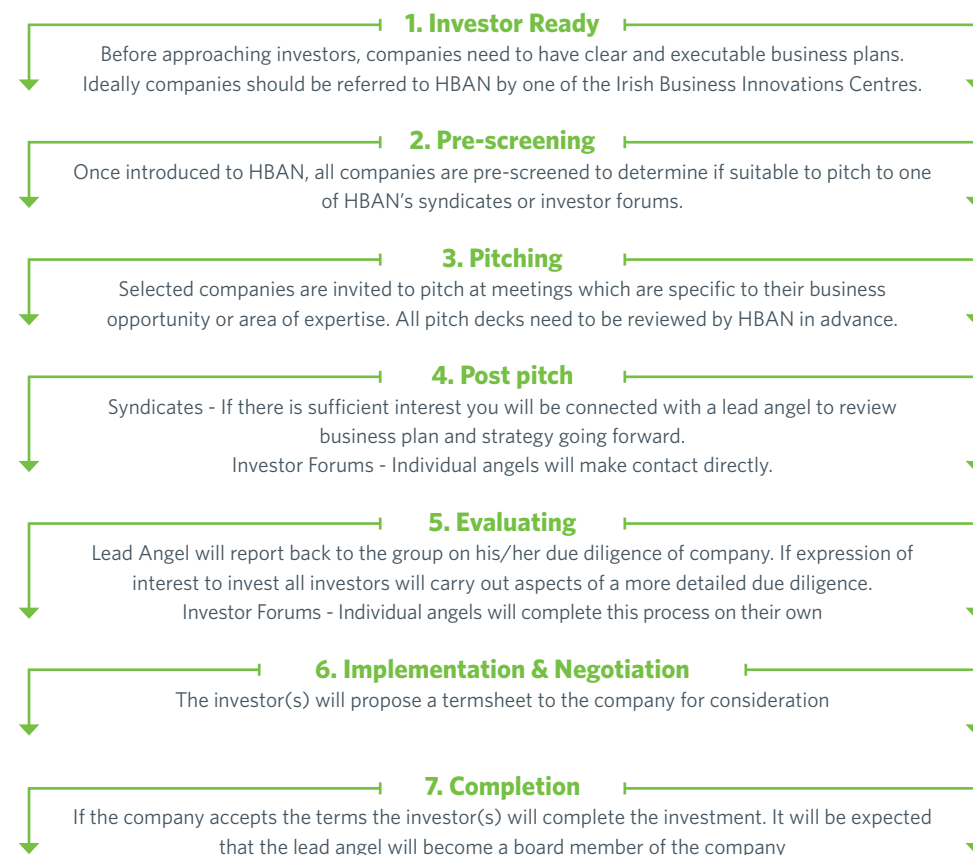 1. Investor Ready
Before approaching investors, companies need to have clear and executable business plans.
Ideally companies should be referred to HBAN by one of the Irish Business Innovations Centres.
2. Pre-screening
Once introduced to HBAN, all companies are pre-screened to determine if suitable to pitch to one
of HBAN's syndicates or investor forums.
3. Pitching
Selected companies are invited to pitch at meetings which are specific to their business
opportunity or area of expertise. All pitch decks need to be reviewed by HBAN in advance.
4. Post pitch
Syndicates - If there is sufficient interest you will be connected with a lead angel to review
business plan and strategy going forward.
Investor Forums - Individual angels will make contact directly.
5. Evaluating
Lead Angel will report back to the group on his/her due diligence of company. If expression of
interest to invest all investors will carry out aspects of a more detailed due diligence.
Investor Forums - Individual angels will complete this process on their own
6. Implementation & Negotiation
The investor(s) will propose a termsheet to the company for consideration
7. Completion
If the company accepts the terms the investor(s) will complete the investment. It will be expected
that the lead angel will become a board member of the company